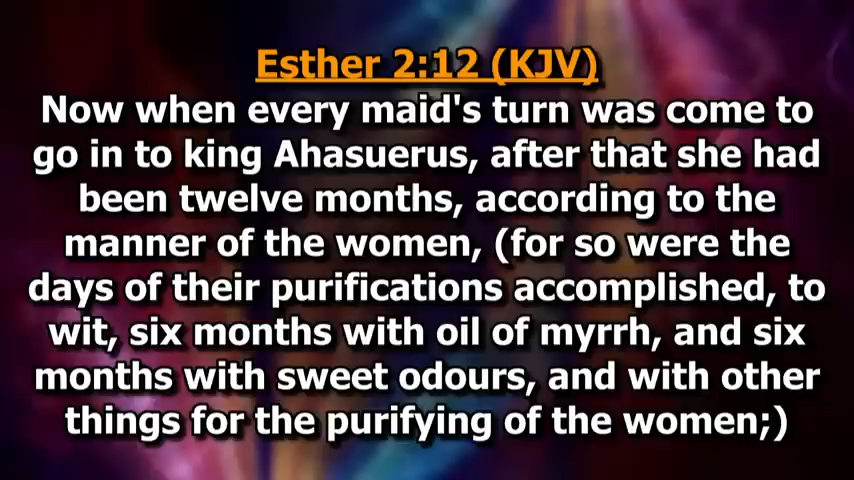 Esther 2:12 (KJV)
Now when every maid's turn was come to
go in to king Ahasuerus, after that she had
been twelve months, according to the
manner of the women, (for so were the
days of their purifications accomplished, to
wit, six months with oil of myrrh, and six
months with sweet odours, and with other
things for the purifying of the women;)